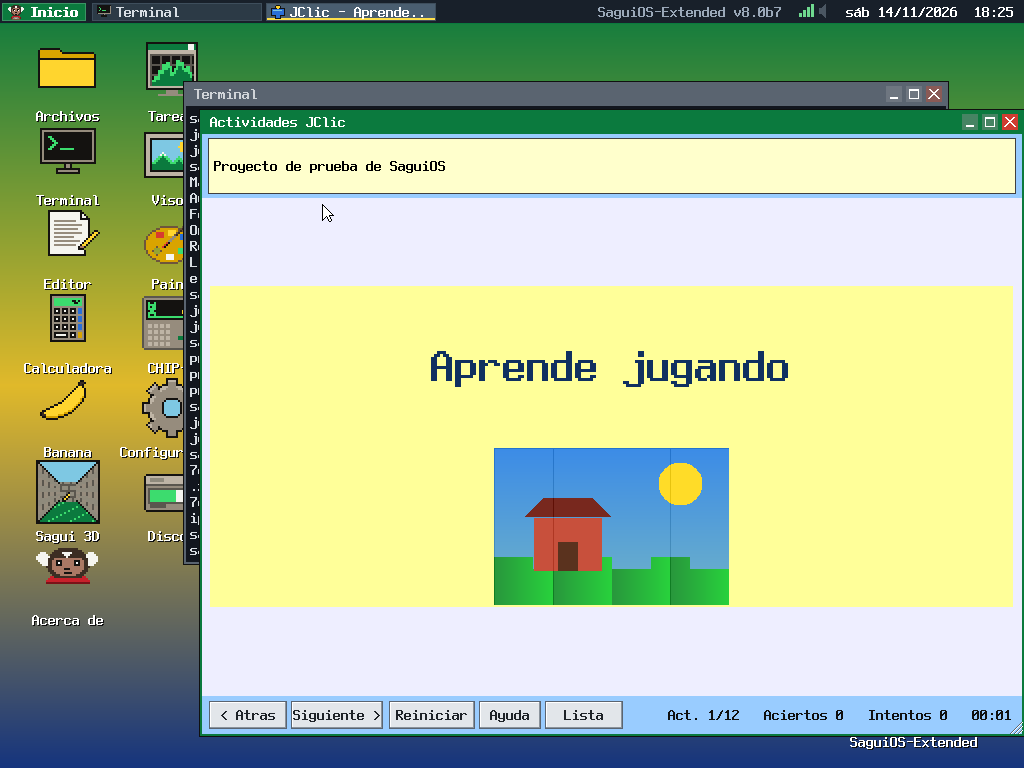 Inicio
Terminal
JClic - Aprende..
SaguiOS-Extended v8.0b7
sáb 14/11/2026
18:25
Archivos
Terminal
Editor
Calculadora
CHIP
Banana
Sagui 3D
Acerca de
Terminal
Actividades JClic
Proyecto de prueba de SaguiOS
Aprende jugando
< Atras
Siguiente >
Reiniciar
Ayuda
Lista
Act. 1/12
Aciertos 0
Intentos 0
00:01
SaguiOS-Extended